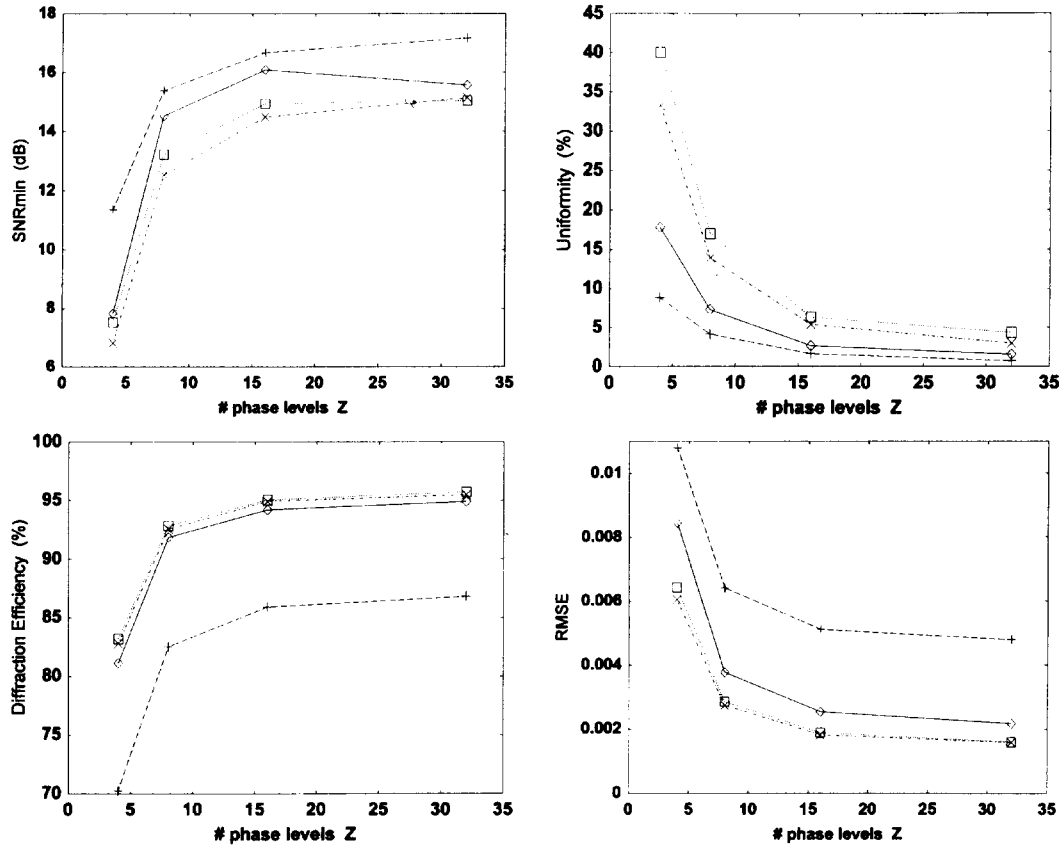 18
16
14
12
10
8
6
SNRmin (dB)
0 5 10 15 20 25 30 35
# phase levels Z
45
40
35
30
25
20
15
10
5
0
Uniformity (%)
0 5 10 15 20 25 30 35
# phase levels Z
100
95
90
85
80
75
70
Diffraction Efficiency (%)
0 5 10 15 20 25 30 35
# phase levels Z
0.01
0.008
0.006
0.004
0.002
0
RMSE
0 5 10 15 20 25 30 35
# phase levels Z